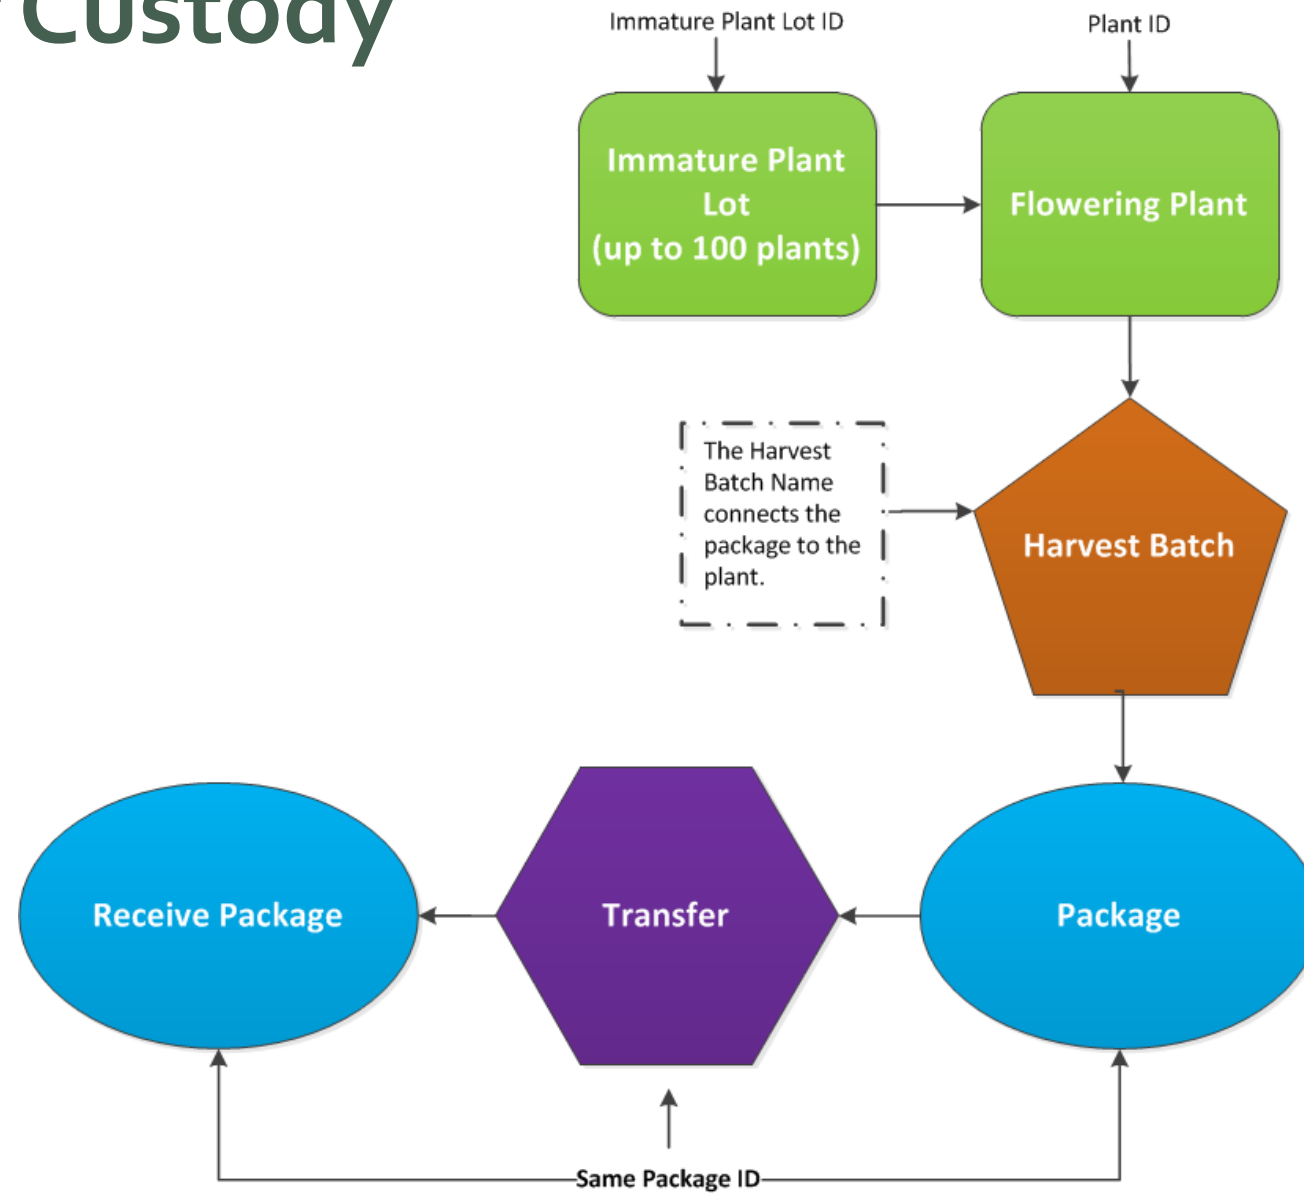 Custody
Immature Plant Lot ID
Plant ID
Immature Plant
Lot
(up to 100 plants)
Flowering Plant
The Harvest
Batch Name
connects the
package to the
plant.
Harvest Batch
Receive Package
Transfer
Package
Same Package ID